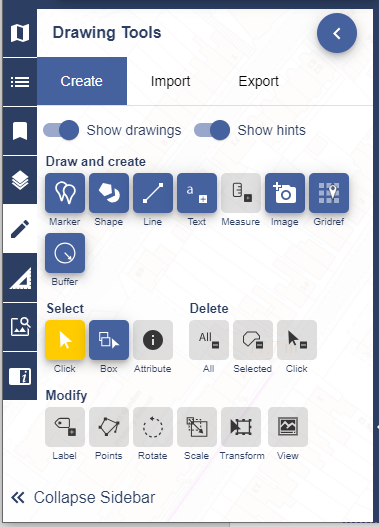 Drawing Tools
Create Import Export
Show drawings Show hints
Draw and create
a
Marker Shape Line Text Measure Image Gridref
Buffer
Select Delete
All
Click Box Attribute All Selected Click
Modify
Label Points Rotate Scale Transform View
Collapse Sidebar